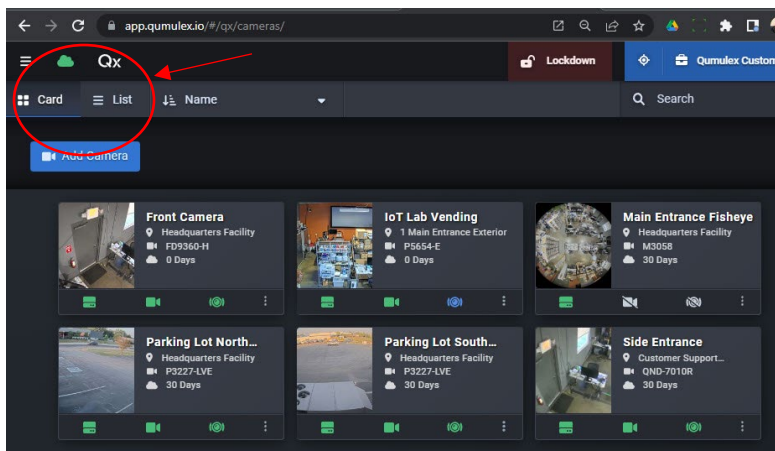 app.qumulex.io/#/qx/cameras/
Qx
Lockdown
Qumulex Custom
Card
List
Name
Search
Add Camera
Front Camera
Headquarters Facility
FD9360-H
0 Days
IoT Lab Vending
1 Main Entrance Exterior
P5654-E
0 Days
Main Entrance Fisheye
Headquarters Facility
M3058
30 Days
Parking Lot North...
Headquarters Facility
P3227-LVE
30 Days
Parking Lot South...
Headquarters Facility
P3227-LVE
30 Days
Side Entrance
Customer Support...
QND-7010R
30 Days